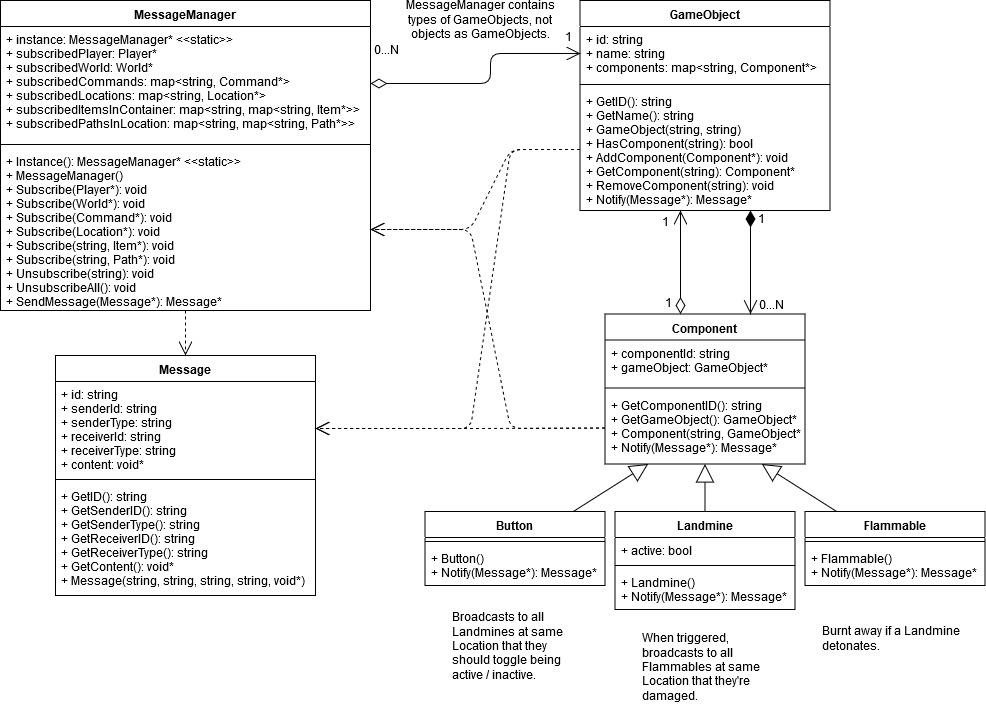 MessageManager
+ instance: MessageManager* <<static>>
+ subscribedPlayer: Player*
+ subscribedWorld: World*
+ subscribedCommands: map<string, Command*>
+ subscribedLocations: map<string, Location*>
+ subscribedItemsInContainer: map<string, map<string, Item*>>
+ subscribedPathsInLocation: map<string, map<string, Path*>>
+ Instance(): MessageManager* <<static>>
+ MessageManager()
+ Subscribe(Player*): void
+ Subscribe(World*): void
+ Subscribe(Command*): void
+ Subscribe(Location*): void
+ Subscribe(string, Item*): void
+ Subscribe(string, Path*): void
+ Unsubscribe(string): void
+ UnsubscribeAll(): void
+ SendMessage(Message*): Message*
MessageManager contains
types of GameObjects, not
objects as GameObjects.
0...N
1
GameObject
+ id: string
+ name: string
+ components: map<string, Component*>
+ GetID(): string
+ GetName(): string
+ GameObject(string, string)
+ HasComponent(string): bool
+ AddComponent(Component*): void
+ GetComponent(string): Component*
+ RemoveComponent(string): void
+ Notify(Message*): Message*
1
1
1
0...N
Message
+ id: string
+ senderId: string
+ senderType: string
+ receiverId: string
+ receiverType: string
+ content: void*
+ GetID(): string
+ GetSenderID(): string
+ GetSenderType(): string
+ GetReceiverID(): string
+ GetReceiverType(): string
+ GetContent(): void*
+ Message(string, string, string, string, void*)
Component
+ componentId: string
+ gameObject: GameObject*
+ GetComponentID(): string
+ GetGameObject(): GameObject*
+ Component(string, GameObject*
+ Notify(Message*): Message*
Button
+ Button()
+ Notify(Message*): Message*
Broadcasts to all
Landmines at same
Location that they
should toggle being
active / inactive.
Landmine
+ active: bool
+ Landmine()
+ Notify(Message*): Message*
When triggered,
broadcasts to all
Flammables at same
Location that they're
damaged.
Flammable
+ Flammable()
+ Notify(Message*): Message*
Burnt away if a Landmine
detonates.